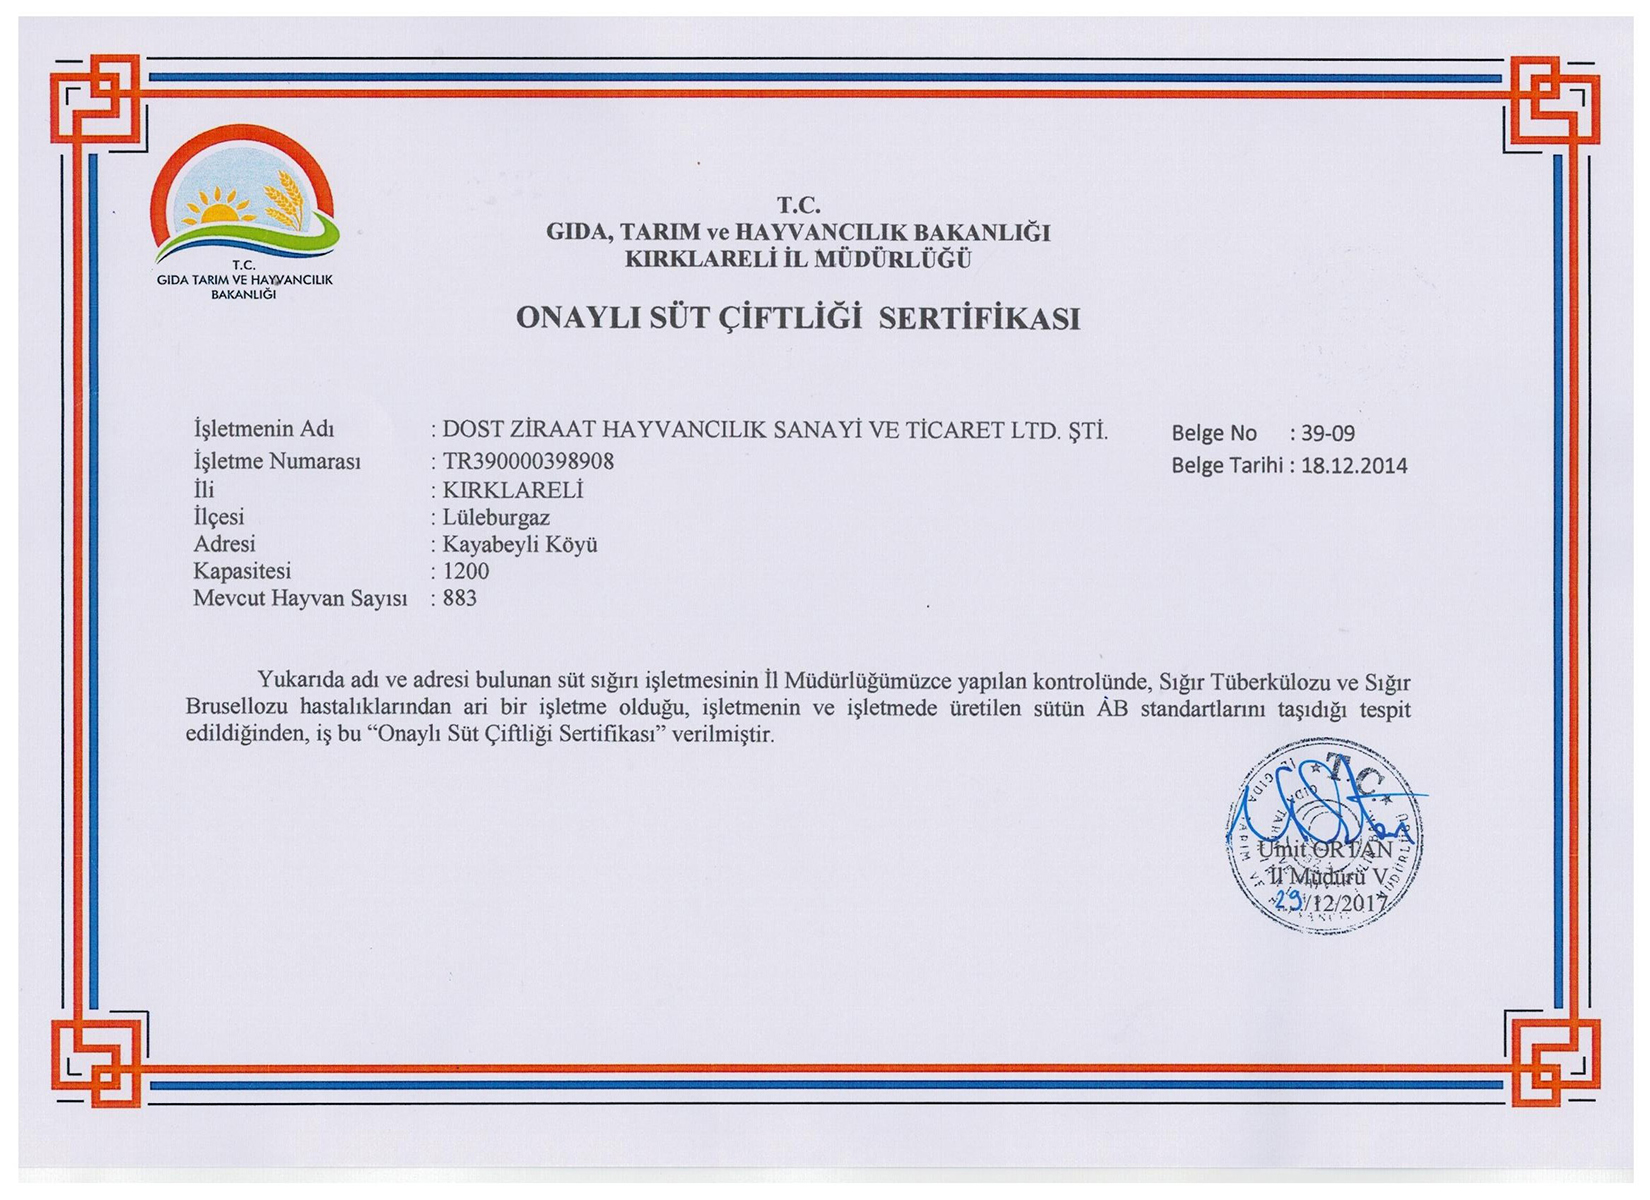 T.C.
GIDA TARIM VE HAYVANCILIK
BAKANLIĞI
T.C.
GIDA, TARIM ve HAYVANCILIK BAKANLIĞI
KIRKLARELİ İL MÜDÜRLÜĞÜ
ONAYLI SÜT ÇİFTLİĞİ SERTİFİKASI
İşletmenin Adı : DOST ZİRAAT HAYVANCILIK SANAYİ VE TİCARET LTD. ŞTİ.
İşletme Numarası : TR390000398908
İli : KIRKLARELİ
İlçesi : Lüleburgaz
Adresi : Kayabeyli Köyü
Kapasitesi : 1200
Mevcut Hayvan Sayısı : 883
Belge No : 39-09
Belge Tarihi : 18.12.2014
Yukarıda adı ve adresi bulunan süt sığırı işletmesinin İl Müdürlüğümüzce yapılan kontrolünde, Sığır Tüberkülozu ve Sığır
Brusellozu hastalıklarından ari bir işletme olduğu, işletmenin ve işletmede üretilen sütün AB standartlarını taşıdığı tespit
edildiğinden, iş bu “Onaylı Süt Çiftliği Sertifikası” verilmiştir.
T.C.
Ümit ORTAN
İl Müdürü V.
29/12/2017